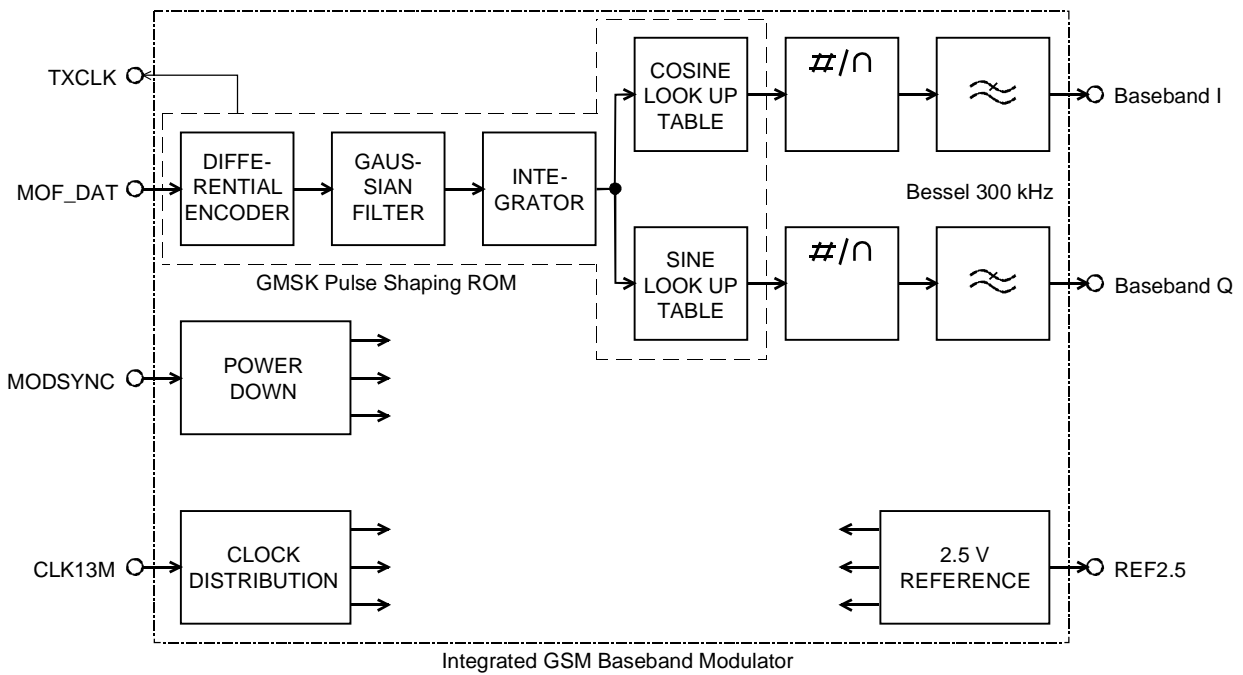 TXCLK
MOF_DAT
DIFFE-
RENTIAL
ENCODER
GAUS-
SIAN
FILTER
INTE-
GRATOR
COSINE
LOOK UP
TABLE
#/∩
Baseband I
Bessel 300 kHz
SINE
LOOK UP
TABLE
#/∩
Baseband Q
GMSK Pulse Shaping ROM
MODSYNC
POWER
DOWN
CLK13M
CLOCK
DISTRIBUTION
2.5 V
REFERENCE
REF2.5
Integrated GSM Baseband Modulator